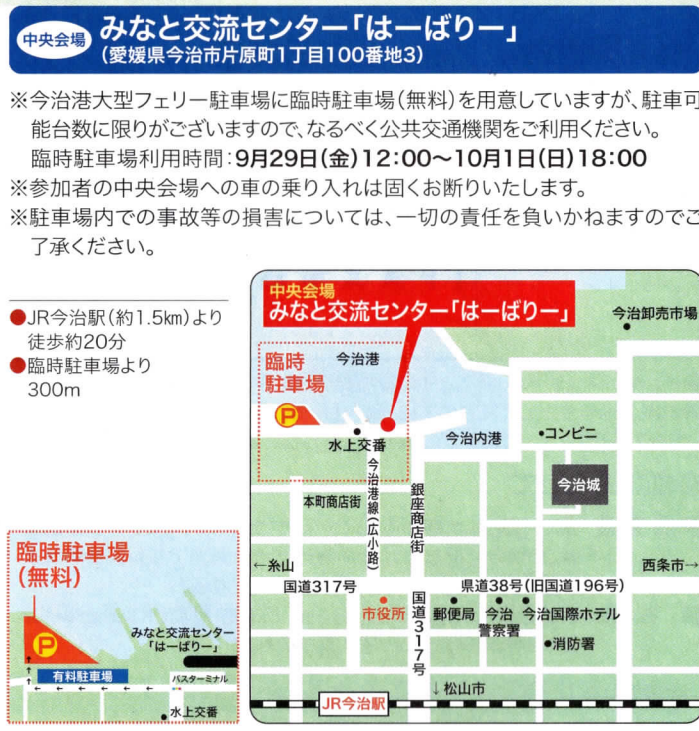 中央会場 みなと交流センター「はーばりー」
(愛媛県今治市片原町1丁目100番地3)
※今治港大型フェリー駐車場に臨時駐車場(無料)を用意していますが、駐車可
能台数に限りがございますので、なるべく公共交通機関をご利用ください。
臨時駐車場利用時間:9月29日(金)12:00〜10月1日(日)18:00
※参加者の中央会場への車の乗り入れは固くお断りいたします。
※駐車場内での事故等の損害については、一切の責任を負いかねますのでご
了承ください。
●JR今治駅(約1.5㎞)より
徒歩約20分
●臨時駐車場より
300m
中央会場
みなと交流センター「はーばりー」
今治卸売市場
臨時
駐車場
今治港
P
水上交番
今治内港
コンビニ
今治城
本町商店街
今治港線(広小路)
銀座商店街
←糸山
西条市→
国道317号
県道38号(旧国道196号)
市役所
国道317号
郵便局
今治
警察署
今治国際ホテル
消防署
↓松山市
JR今治駅
臨時駐車場
(無料)
P
みなと交流センター
「はーばりー」
有料駐車場
バスターミナル
水上交番